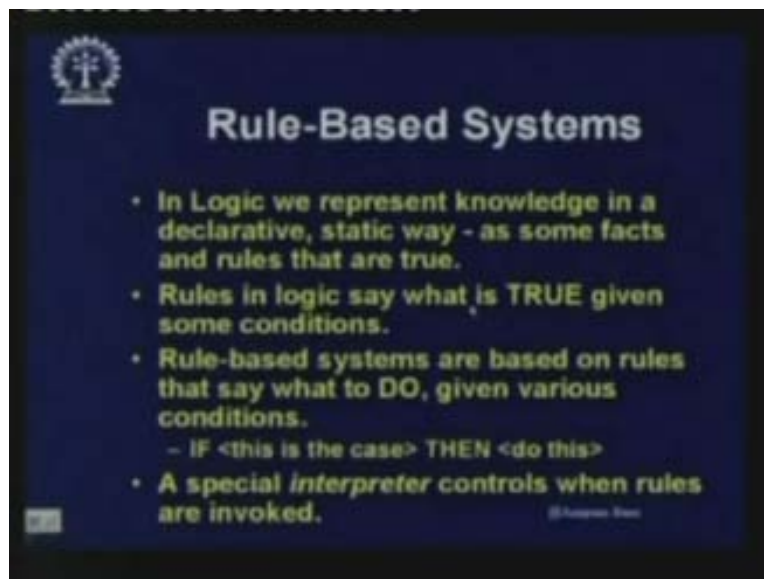 Rule-Based Systems
• In Logic we represent knowledge in a
declarative, static way - as some facts
and rules that are true.
• Rules in logic say what is TRUE given
some conditions.
• Rule-based systems are based on rules
that say what to DO, given various
conditions.
– IF <this is the case> THEN <do this>
• A special interpreter controls when rules
are invoked.